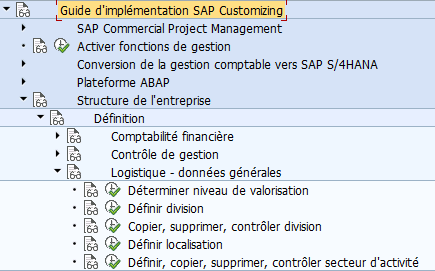 Guide d'implémentation SAP Customizing
SAP Commercial Project Management
Activer fonctions de gestion
Conversion de la gestion comptable vers SAP S/4HANA
Plateforme ABAP
Structure de l'entreprise
Définition
Comptabilité financière
Contrôle de gestion
Logistique - données générales
Déterminer niveau de valorisation
Définir division
Copier, supprimer, contrôler division
Définir localisation
Définir, copier, supprimer, contrôler secteur d'activité